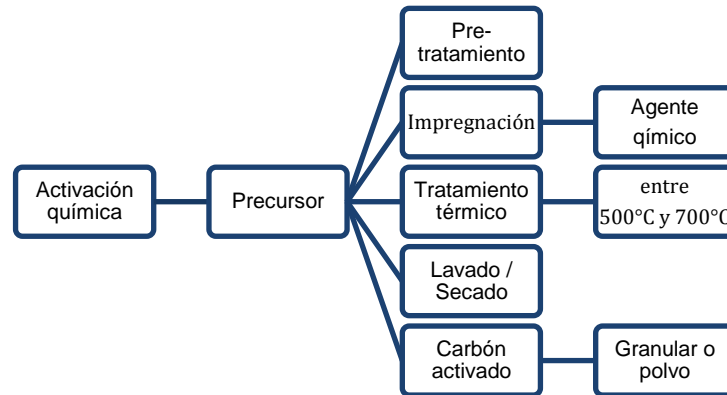 Pre-
tratamiento
Impregnación
Agente
qímico
Activación
química
Precursor
Tratamiento
térmico
entre
500°C y 700°C
Lavado /
Secado
Carbón
activado
Granular o
polvo